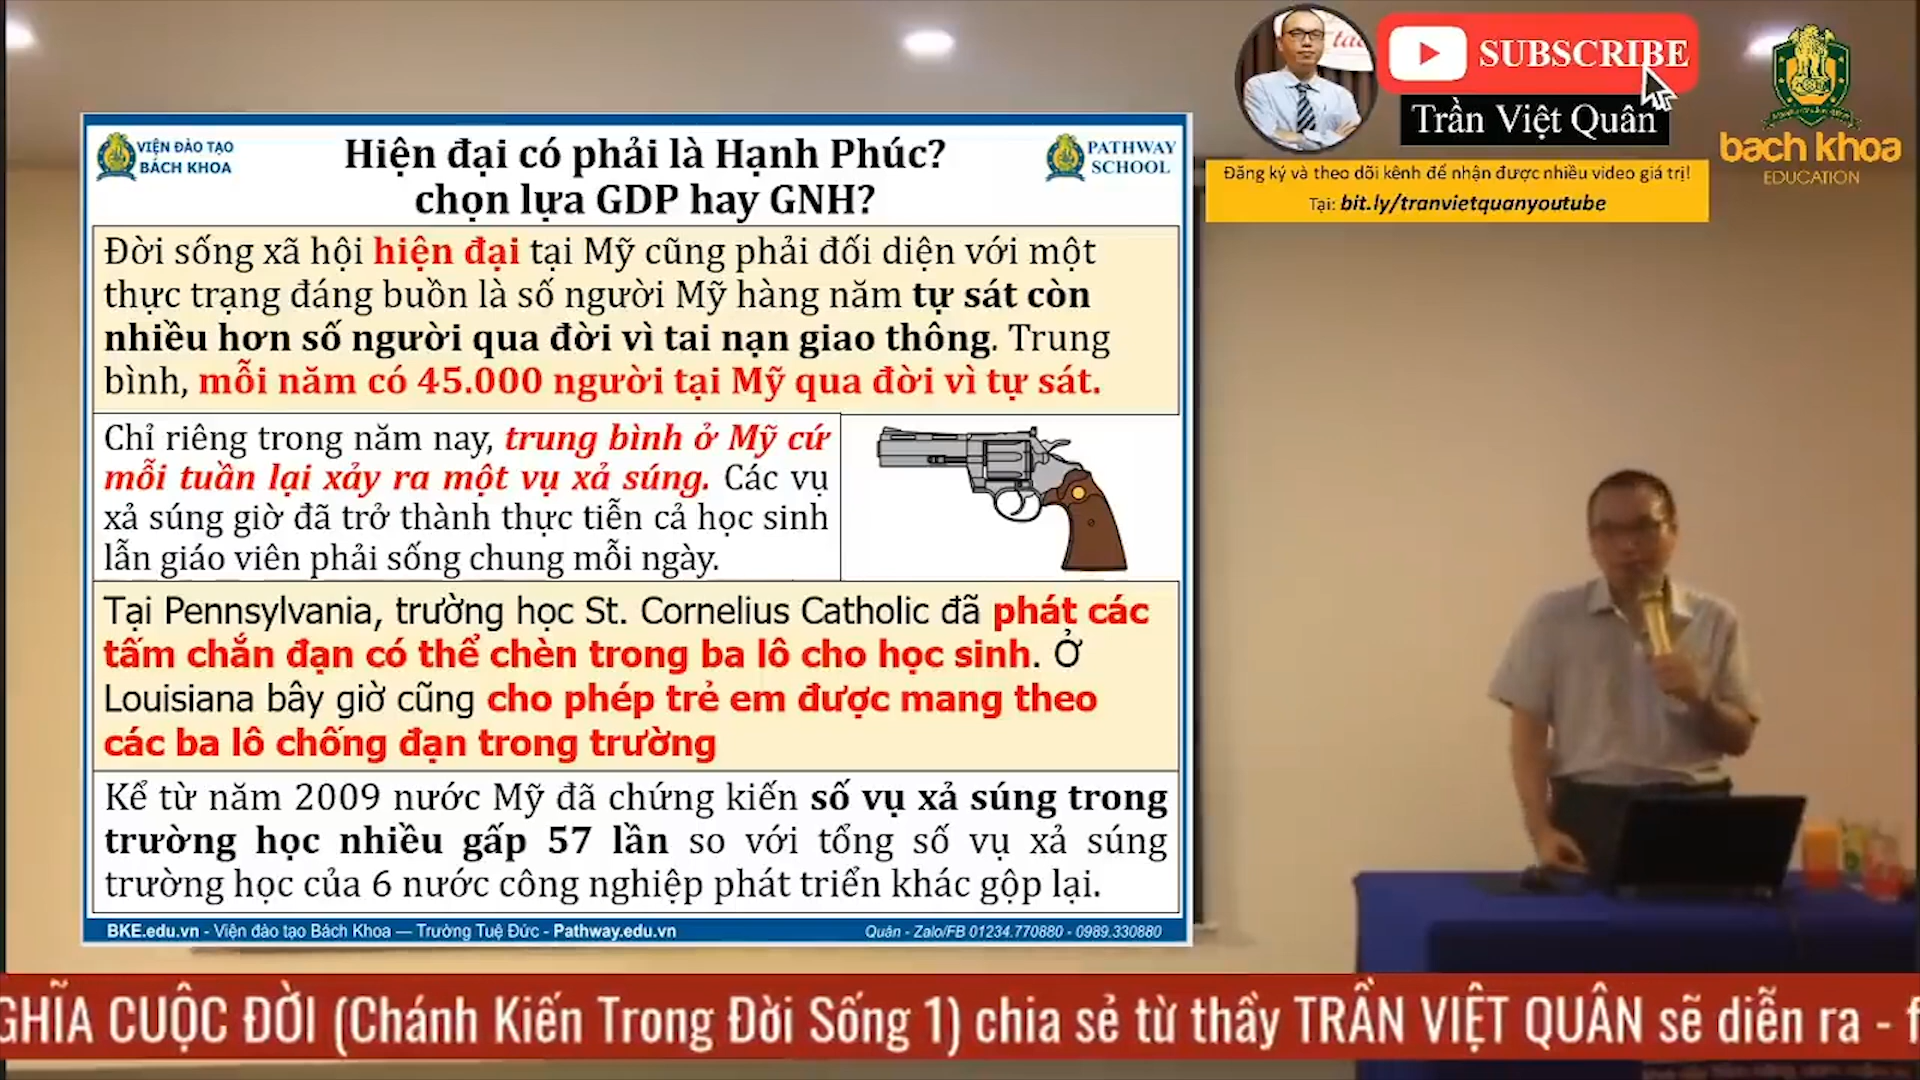 SUBSCRIBE
Trần Việt Quân
Đăng ký và theo dõi kênh để nhận được nhiều video giá trị!
Tại: bit.ly/tranvietquanyoutube
bach khoa
EDUCATION
VIỆN ĐÀO TẠO
BÁCH KHOA
Hiện đại có phải là Hạnh Phúc?
chọn lựa GDP hay GNH?
PATHWAY
SCHOOL
Đời sống xã hội hiện đại tại Mỹ cũng phải đối diện với một
thực trạng đáng buồn là số người Mỹ hàng năm tự sát còn
nhiều hơn số người qua đời vì tai nạn giao thông. Trung
bình, mỗi năm có 45.000 người tại Mỹ qua đời vì tự sát.
Chỉ riêng trong năm nay, trung bình ở Mỹ cứ
mỗi tuần lại xảy ra một vụ xả súng. Các vụ
xả súng giờ đã trở thành thực tiễn cả học sinh
lẫn giáo viên phải sống chung mỗi ngày.
Tại Pennsylvania, trường học St. Cornelius Catholic đã phát các
tấm chắn đạn có thể chèn trong ba lô cho học sinh. Ở
Louisiana bây giờ cũng cho phép trẻ em được mang theo
các ba lô chống đạn trong trường
Kể từ năm 2009 nước Mỹ đã chứng kiến số vụ xả súng trong
trường học nhiều gấp 57 lần so với tổng số vụ xả súng
trường học của 6 nước công nghiệp phát triển khác gộp lại.
BKE.edu.vn - Viện đào tạo Bách Khoa — Trường Tuệ Đức - Pathway.edu.vn
Quân - Zalo/FB 01234.770880 - 0989.330880
GHĨA CUỘC ĐỜI (Chánh Kiến Trong Đời Sống 1) chia sẻ từ thầy TRẦN VIỆT QUÂN sẽ diễn ra - f